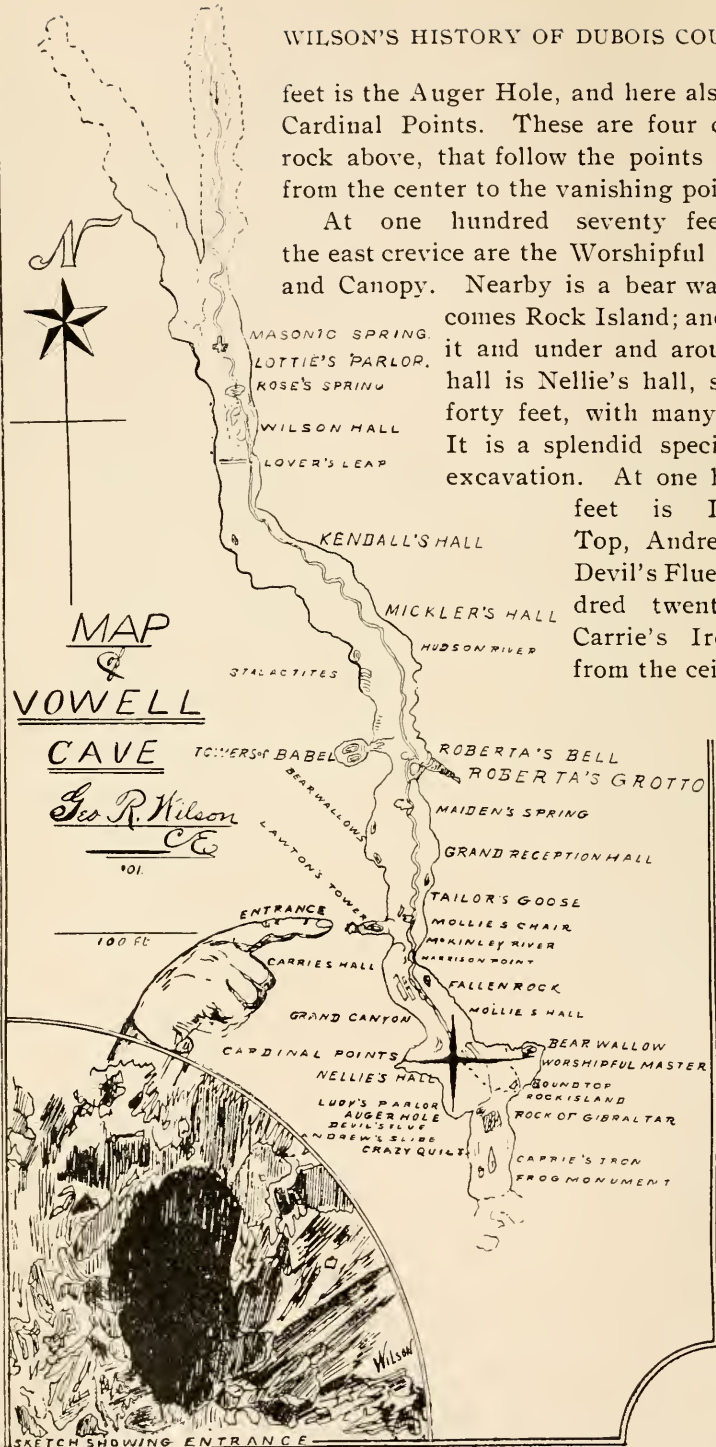 WILSON'S HISTORY OF DUBOIS COU
feet is the Auger Hole, and here als
Cardinal Points. These are four c
rock above, that follow the points
from the center to the vanishing poi
At one hundred seventy fee
the east crevice are the Worshipful
and Canopy. Nearby is a bear wa
comes Rock Island; and
it and under and arou
hall is Nellie's hall, s
forty feet, with many
It is a splendid speci
excavation. At one h
feet is I
Top, Andre
Devil's Flue
dred twent
Carrie's Iro
from the cei
N
MASONIC SPRING.
LOTTIE'S PARLOR.
ROSE'S SPRING
WILSON HALL
LOVER'S LEAP
KENDALL'S HALL
MICKLER'S HALL
HUDSON RIVER
STALACTITES
MAP
of
VOWELL
CAVE
Geo. R. Wilson
CE
'01.
100 Ft
TOWERS OF BABEL
ROBERTA'S BELL
ROBERTA'S GROTTO
BEAR WALLOWS
MAIDEN'S SPRING
GRAND RECEPTION HALL
LAWTON'S TOWER
TAILOR'S GOOSE
ENTRANCE
MOLLIE'S CHAIR
McKINLEY RIVER
HARRISON POINT
CARRIES HALL
FALLEN ROCK
MOLLIE'S HALL
GRAND CANYON
BEAR WALLOW
CARDINAL POINTS
WORSHIPFUL MASTER
NELLIE'S HALL
ROUND TOP
ROCK ISLAND
LUCY'S PARLOR
AUGER HOLE
ROCK OF GIBRALTAR
DEVIL'S FLUE
ANDREW'S SLIDE
CRAZY QUILT
CARRIE'S IRON
FROG MONUMENT
WILSON
SKETCH SHOWING ENTRANCE